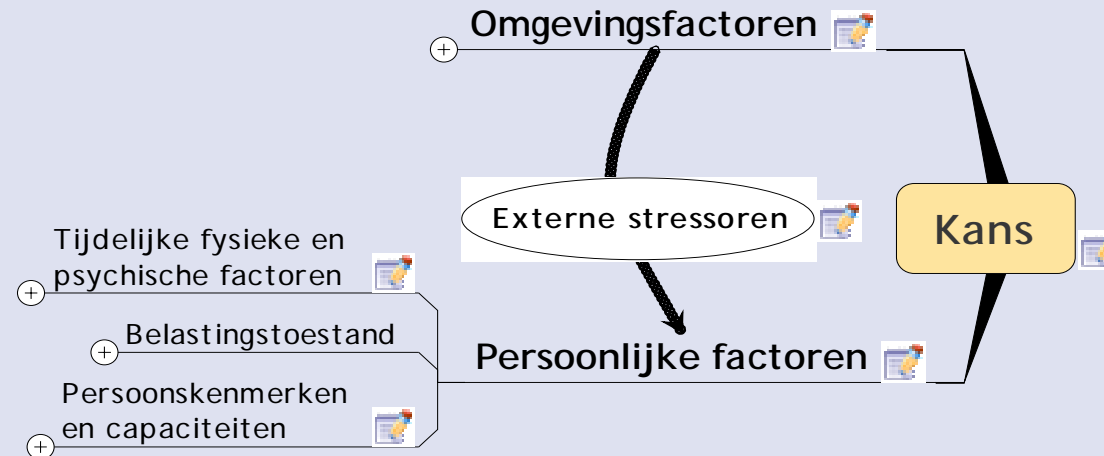 Omgevingsfactoren
Externe stressoren
Kans
Tijdelijke fysieke en
psychische factoren
Belastingstoestand
Persoonlijke factoren
Persoonskenmerken
en capaciteiten